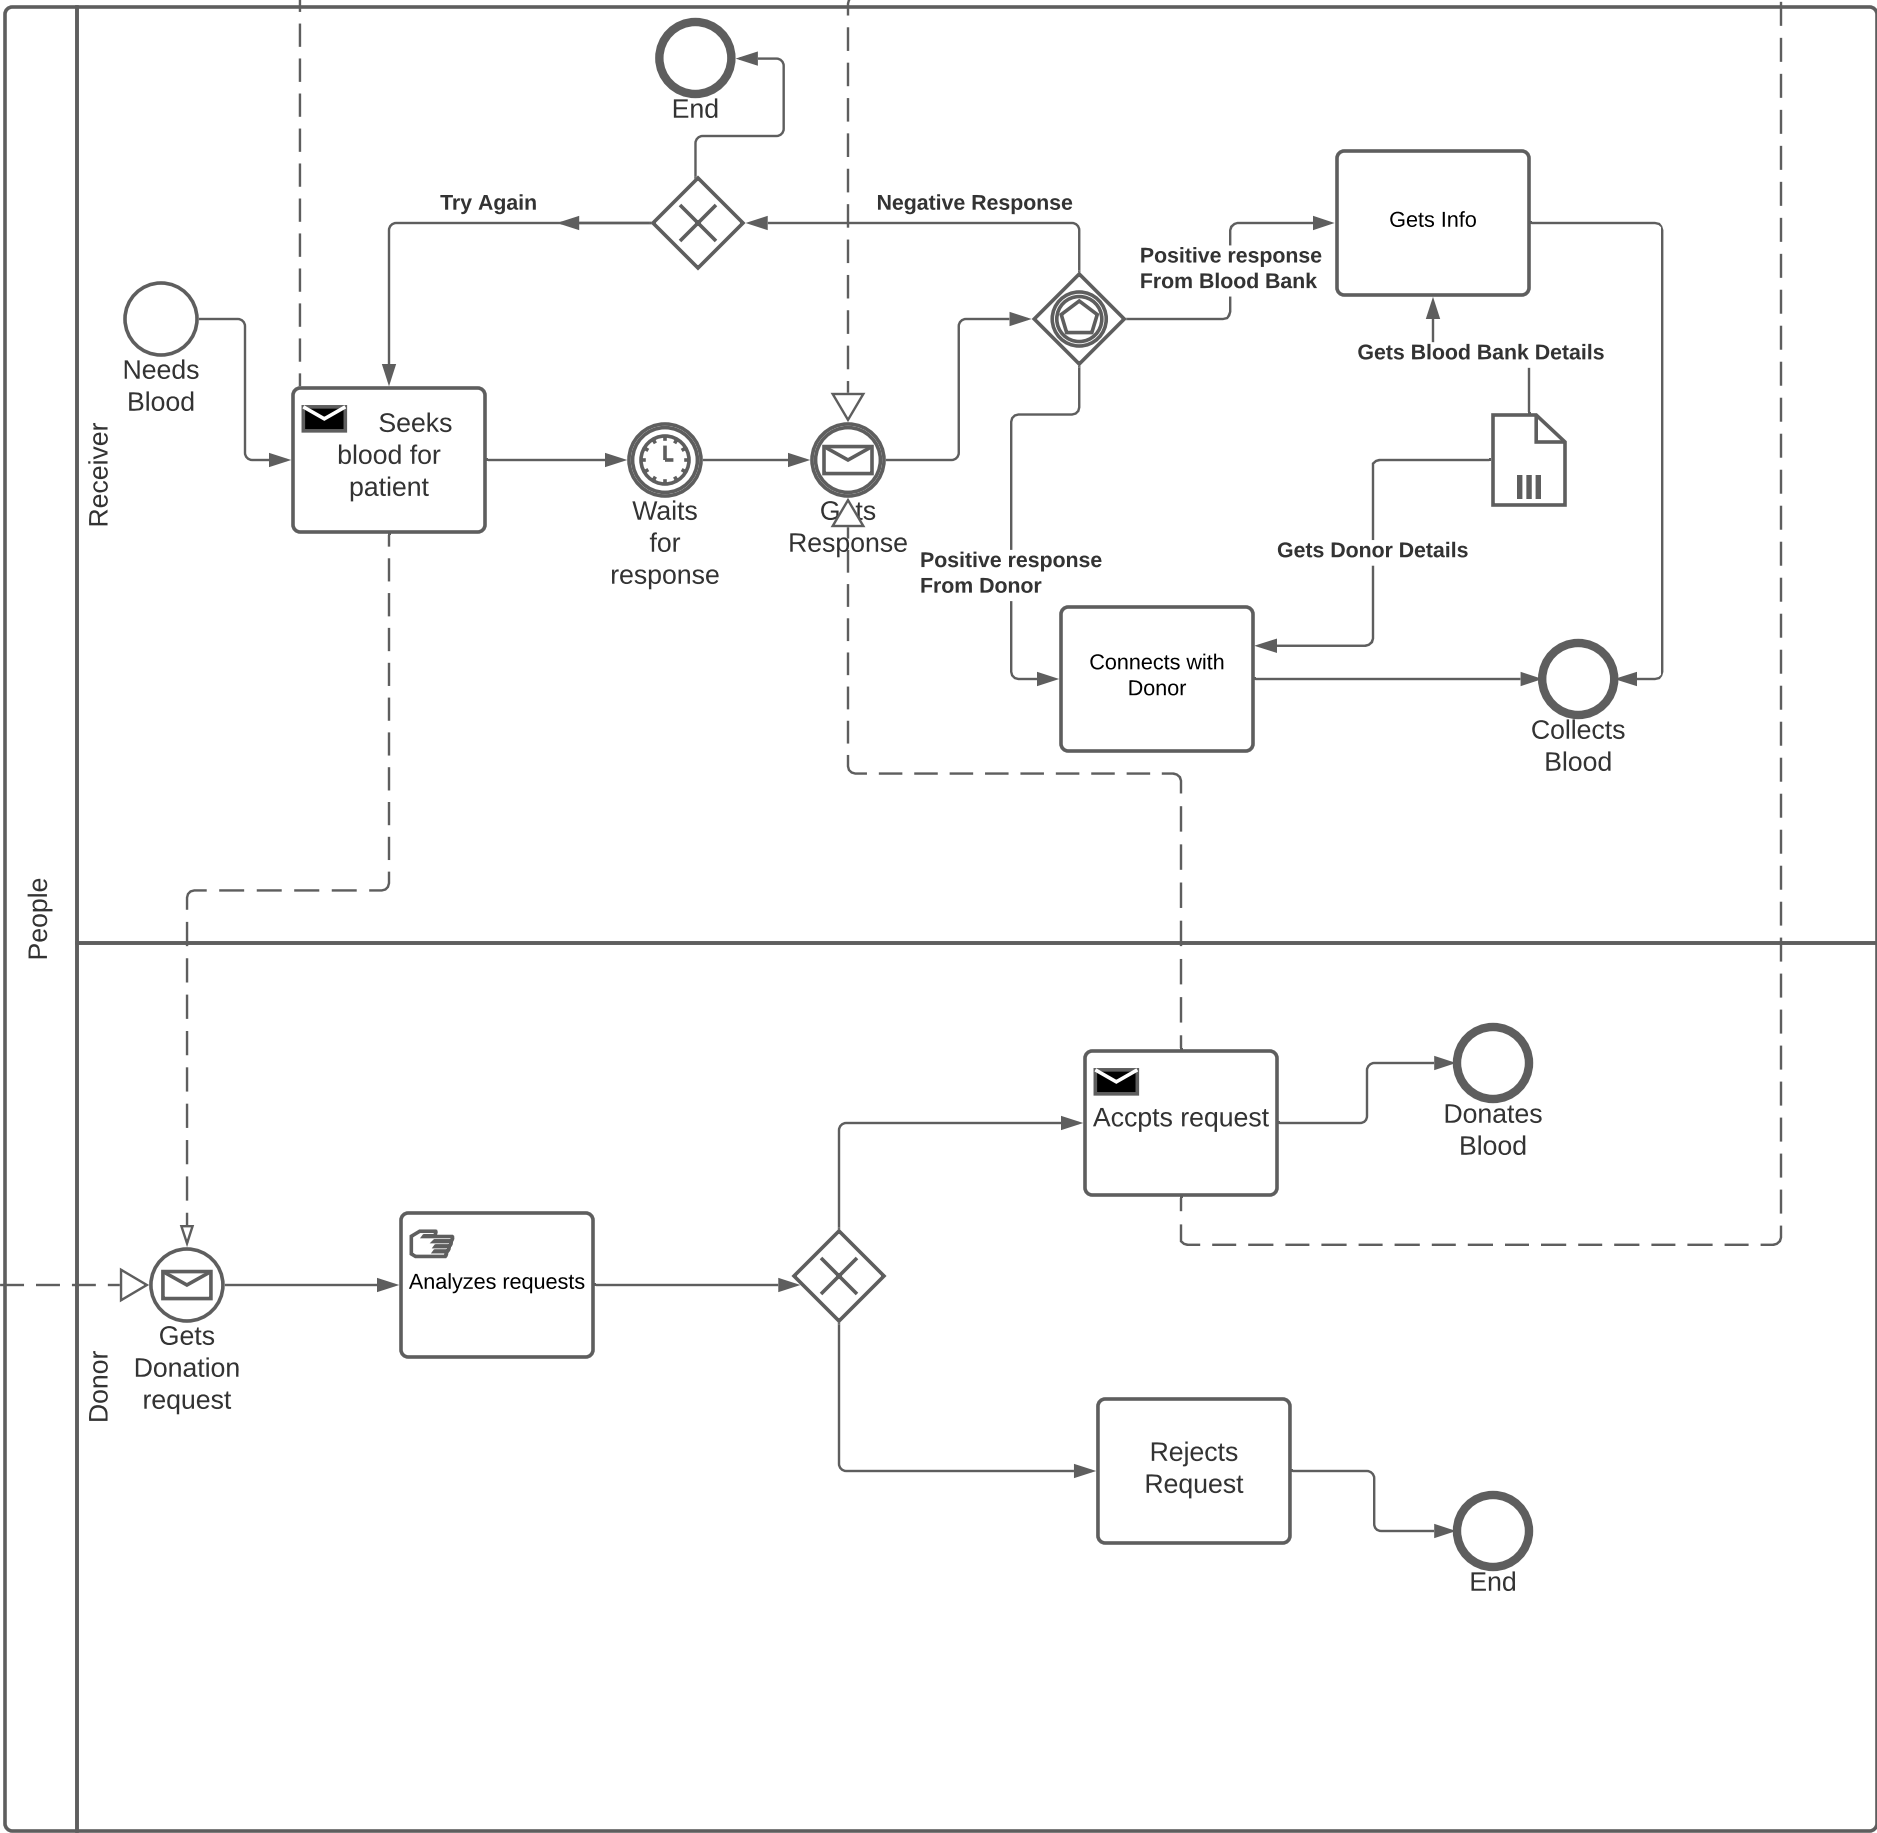 People
Receiver
End
Try Again
Negative Response
Gets Info
Positive response
From Blood Bank
Needs
Blood
Gets Blood Bank Details
Seeks
blood for
patient
Waits
for
response
Gets
Response
Positive response
From Donor
Gets Donor Details
Connects with
Donor
Collects
Blood
Donor
Accpts request
Donates
Blood
Analyzes requests
Gets
Donation
request
Rejects
Request
End